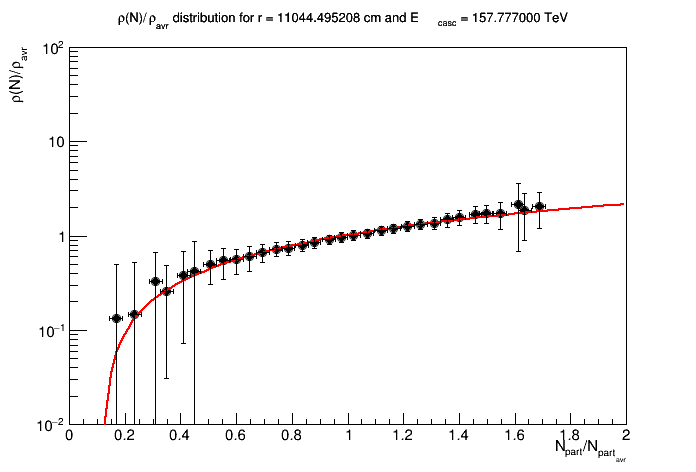 ρ(N)/ρavr distribution for r = 11044.495208 cm and E casc = 157.777000 TeV
ρ(N)/ρavr
10²
10
1
10⁻¹
10⁻²
0 0.2 0.4 0.6 0.8 1 1.2 1.4 1.6 1.8 2
Npart/Npartavr